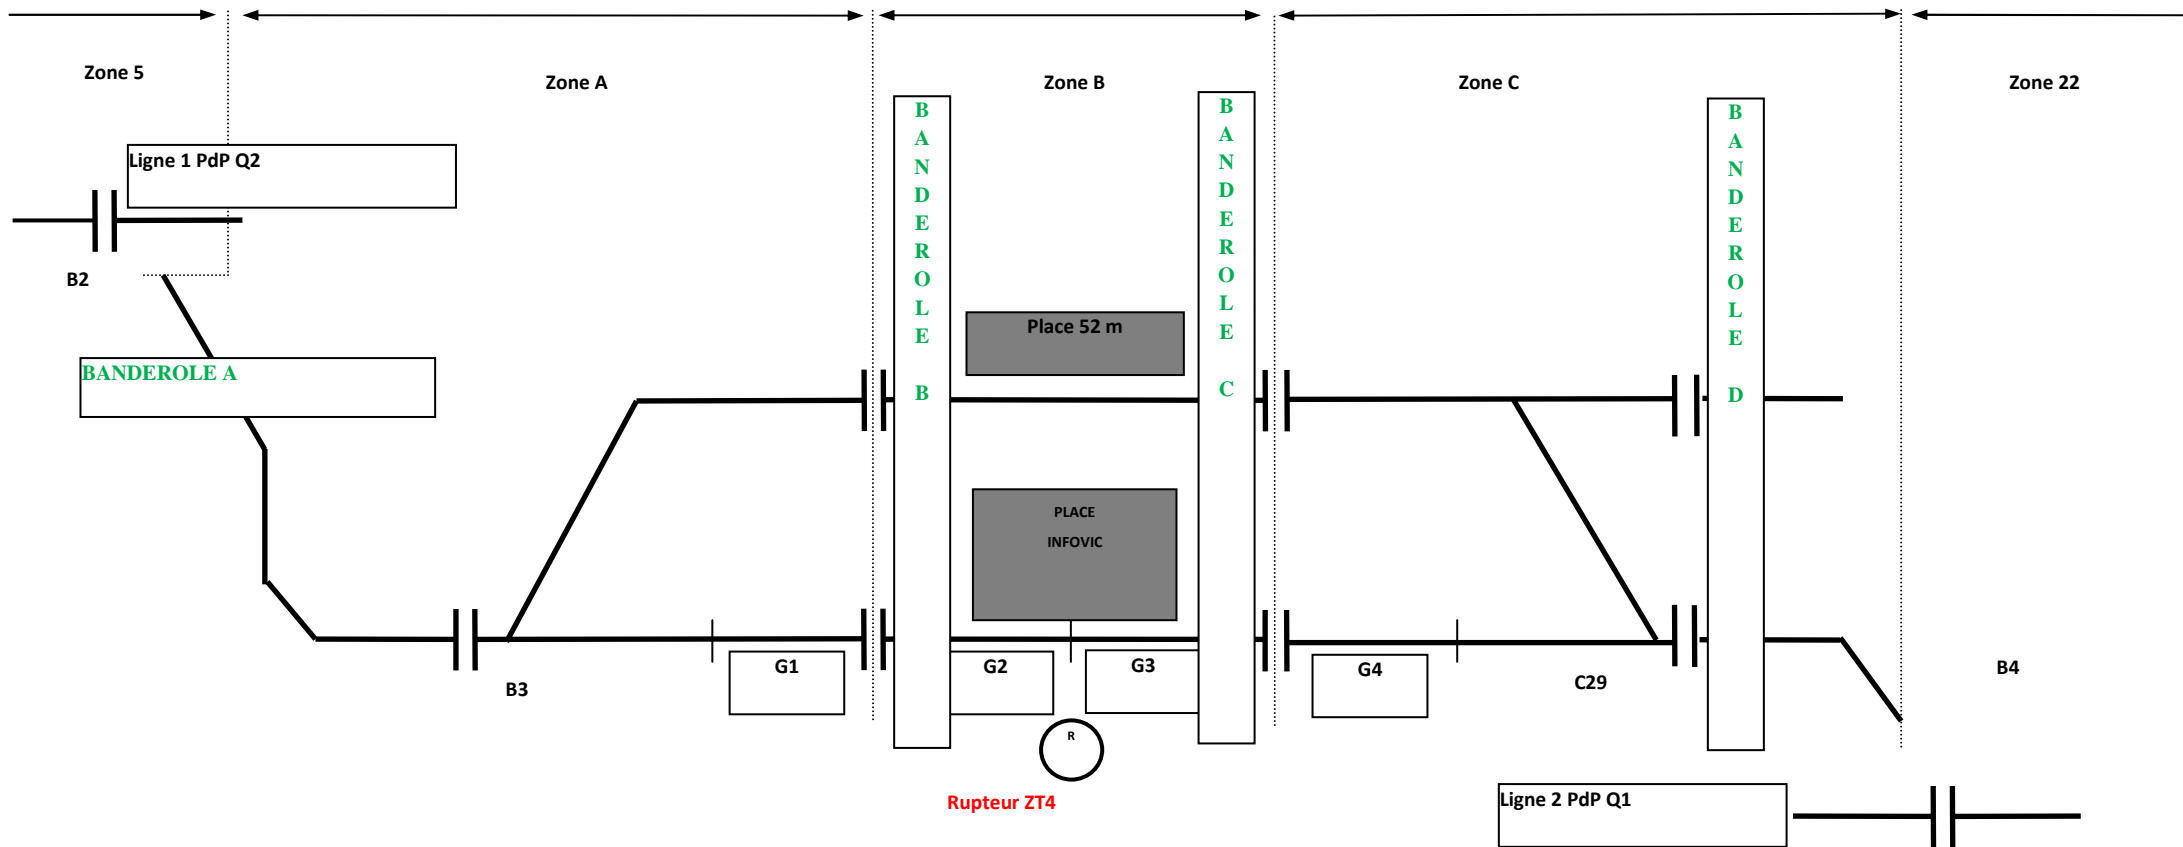 Zone 5
Zone A
Zone B
Zone C
Zone 22
Ligne 1 PdP Q2
B2
BANDEROLE A
BANDEROLE B
Place 52 m
BANDEROLE C
BANDEROLE D
PLACE
INFOVIC
B3
G1
G2
G3
G4
C29
B4
R
Rupteur ZT4
Ligne 2 PdP Q1